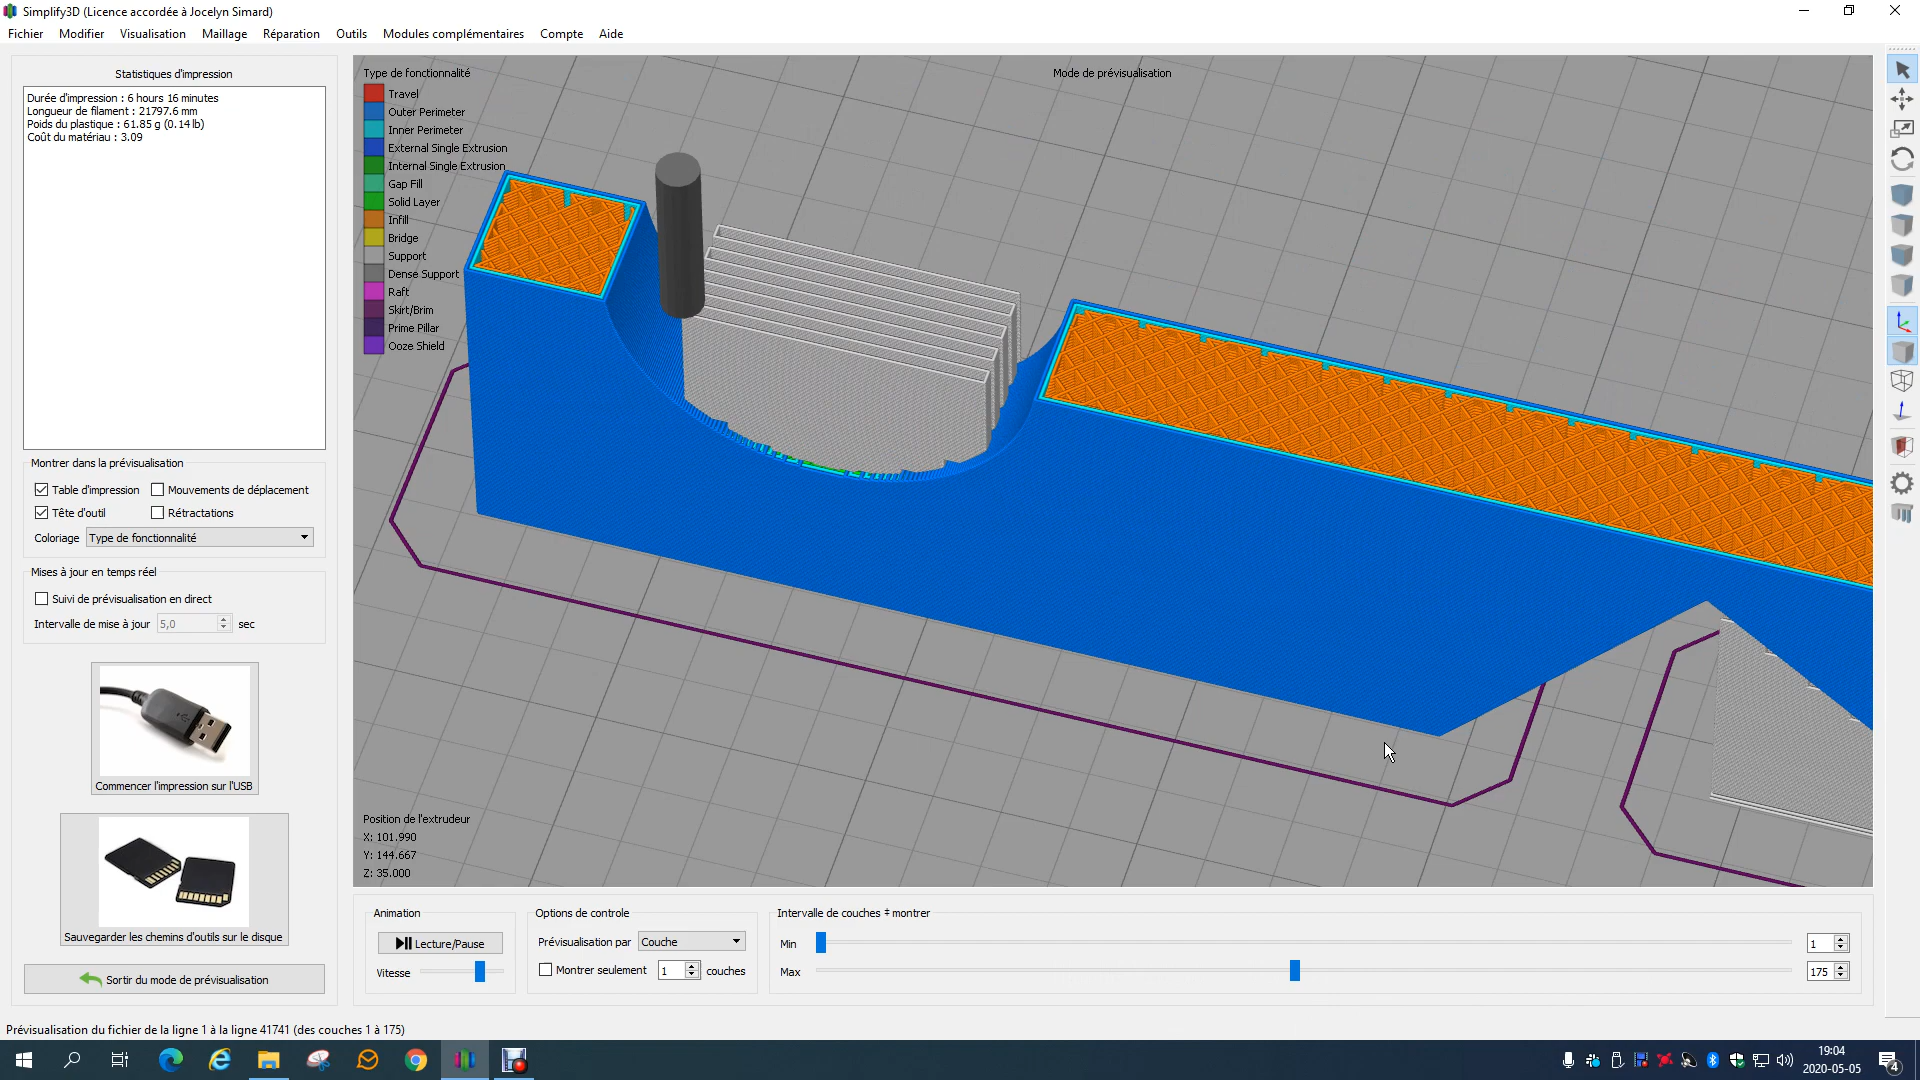 Simplify3D (Licence accordée à Jocelyn Simard)
Fichier Modifier Visualisation Maillage Réparation Outils Modules complémentaires Compte Aide
Statistiques d'impression
Durée d'impression : 6 hours 16 minutes
Longueur de filament : 21797.6 mm
Poids du plastique : 61.85 g (0.14 lb)
Coût du matériau : 3.09
Montrer dans la prévisualisation
Table d'impression Mouvements de déplacement
Tête d'outil Rétractations
Coloriage Type de fonctionnalité
Mises à jour en temps réel
Suivi de prévisualisation en direct
Intervalle de mise à jour 5,0 sec
Commencer l'impression sur l'USB
Sauvegarder les chemins d'outils sur le disque
Sortir du mode de prévisualisation
Type de fonctionnalité
Travel
Outer Perimeter
Inner Perimeter
External Single Extrusion
Internal Single Extrusion
Gap Fill
Solid Layer
Infill
Bridge
Support
Dense Support
Raft
Skirt/Brim
Prime Pillar
Ooze Shield
Mode de prévisualisation
Position de l'extrudeur
X: 101.990
Y: 144.667
Z: 35.000
Animation
Lecture/Pause
Vitesse
Options de controle
Prévisualisation par Couche
Montrer seulement 1 couches
Intervalle de couches ‡ montrer
Min 1
Max 175
Prévisualisation du fichier de la ligne 1 à la ligne 41741 (des couches 1 à 175)
19:04
2020-05-05
4